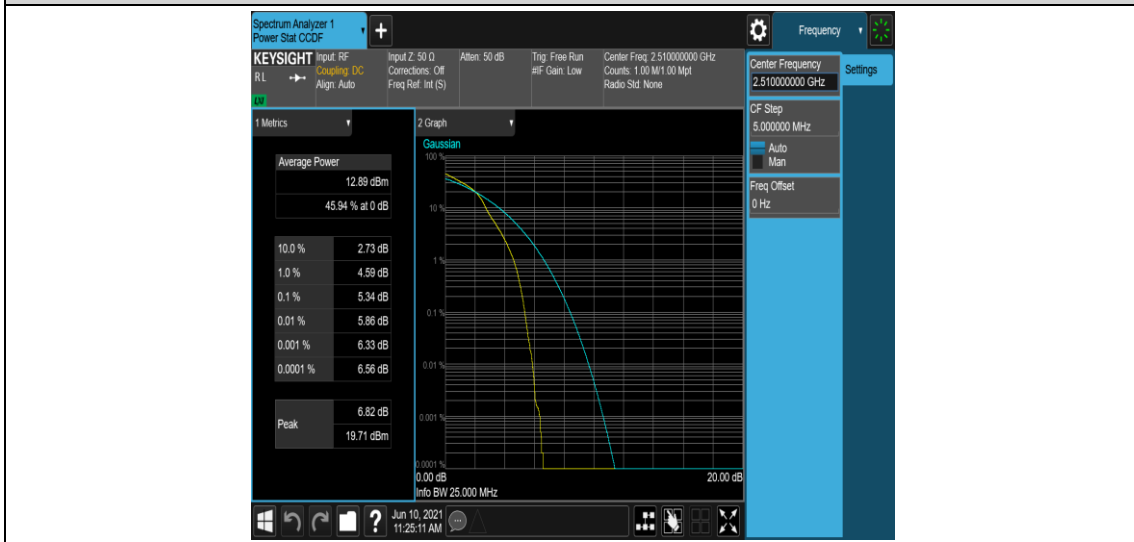 Spectrum Analyzer 1
Power Stat CCDF
+
Frequency
KEYSIGHT
RL
LXI
Input: RF
Coupling: DC
Align: Auto
Input Z: 50 Ω
Corrections: Off
Freq Ref: Int (S)
Atten: 50 dB
Trig: Free Run
#IF Gain: Low
Center Freq: 2.510000000 GHz
Counts: 1.00 M/1.00 Mpt
Radio Std: None
Center Frequency
2.510000000 GHz
Settings
CF Step
5.000000 MHz
Auto
Man
Freq Offset
0 Hz
1 Metrics
Average Power
12.89 dBm
45.94 % at 0 dB
10.0 % 2.73 dB
1.0 % 4.59 dB
0.1 % 5.34 dB
0.01 % 5.86 dB
0.001 % 6.33 dB
0.0001 % 6.56 dB
Peak
6.82 dB
19.71 dBm
2 Graph
Gaussian
100 %
10 %
1 %
0.1 %
0.01 %
0.001 %
0.0001 %
0.00 dB 20.00 dB
Info BW 25.000 MHz
?
Jun 10, 2021
11:25:11 AM